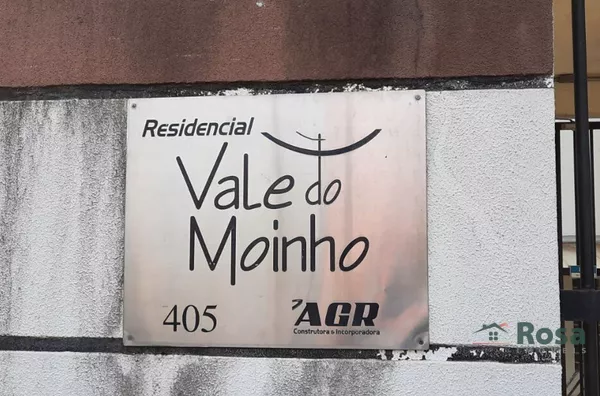 Residencial
Vale do
Moinho
405
AGR
Construtora & Incorporadora
Rosa